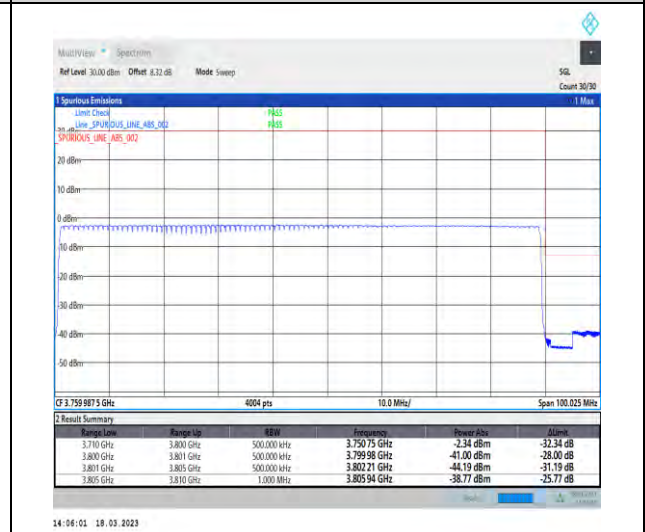 MultiView Spectrum
Ref Level 30.00 dBm Offset 8.32 dB Mode Sweep SGL
Count 30/30
1 Spurious Emissions 1 Max
Limit Check PASS
Line _SPURIOUS_LINE_ABS_002 PASS
SPURIOUS_LINE_ABS_002
20 dBm
10 dBm
0 dBm
-10 dBm
-20 dBm
-30 dBm
-40 dBm
-50 dBm
CF 3.759 987 5 GHz 4004 pts 10.0 MHz/ Span 100.025 MHz
2 Result Summary
Range Low Range Up RBW Frequency Power Abs ΔLimit
3.710 GHz 3.800 GHz 500.000 kHz 3.750 75 GHz -2.34 dBm -32.34 dB
3.800 GHz 3.801 GHz 500.000 kHz 3.799 98 GHz -41.00 dBm -28.00 dB
3.801 GHz 3.805 GHz 500.000 kHz 3.802 21 GHz -44.19 dBm -31.19 dB
3.805 GHz 3.810 GHz 1.000 MHz 3.805 94 GHz -38.77 dBm -25.77 dB
14:06:01 18.03.2023